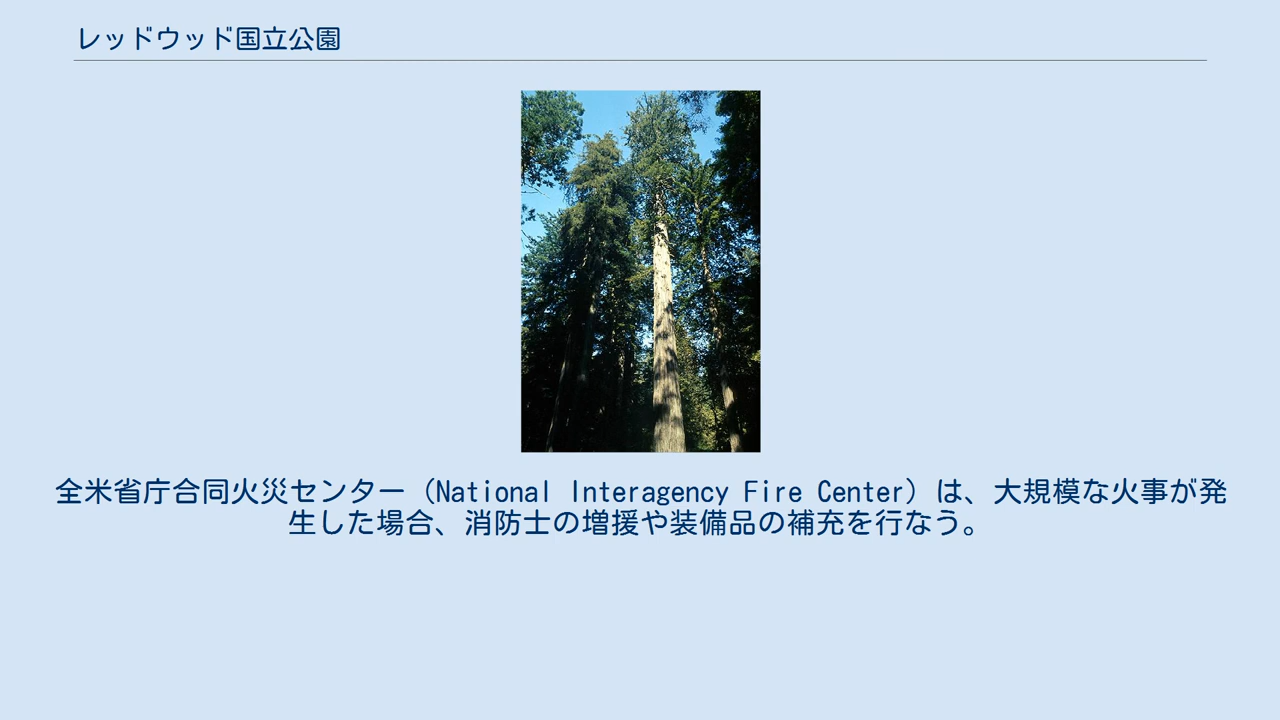 レッドウッド国立公園
全米省庁合同火災センター（National Interagency Fire Center）は、大規模な火事が発
生した場合、消防士の増援や装備品の補充を行なう。